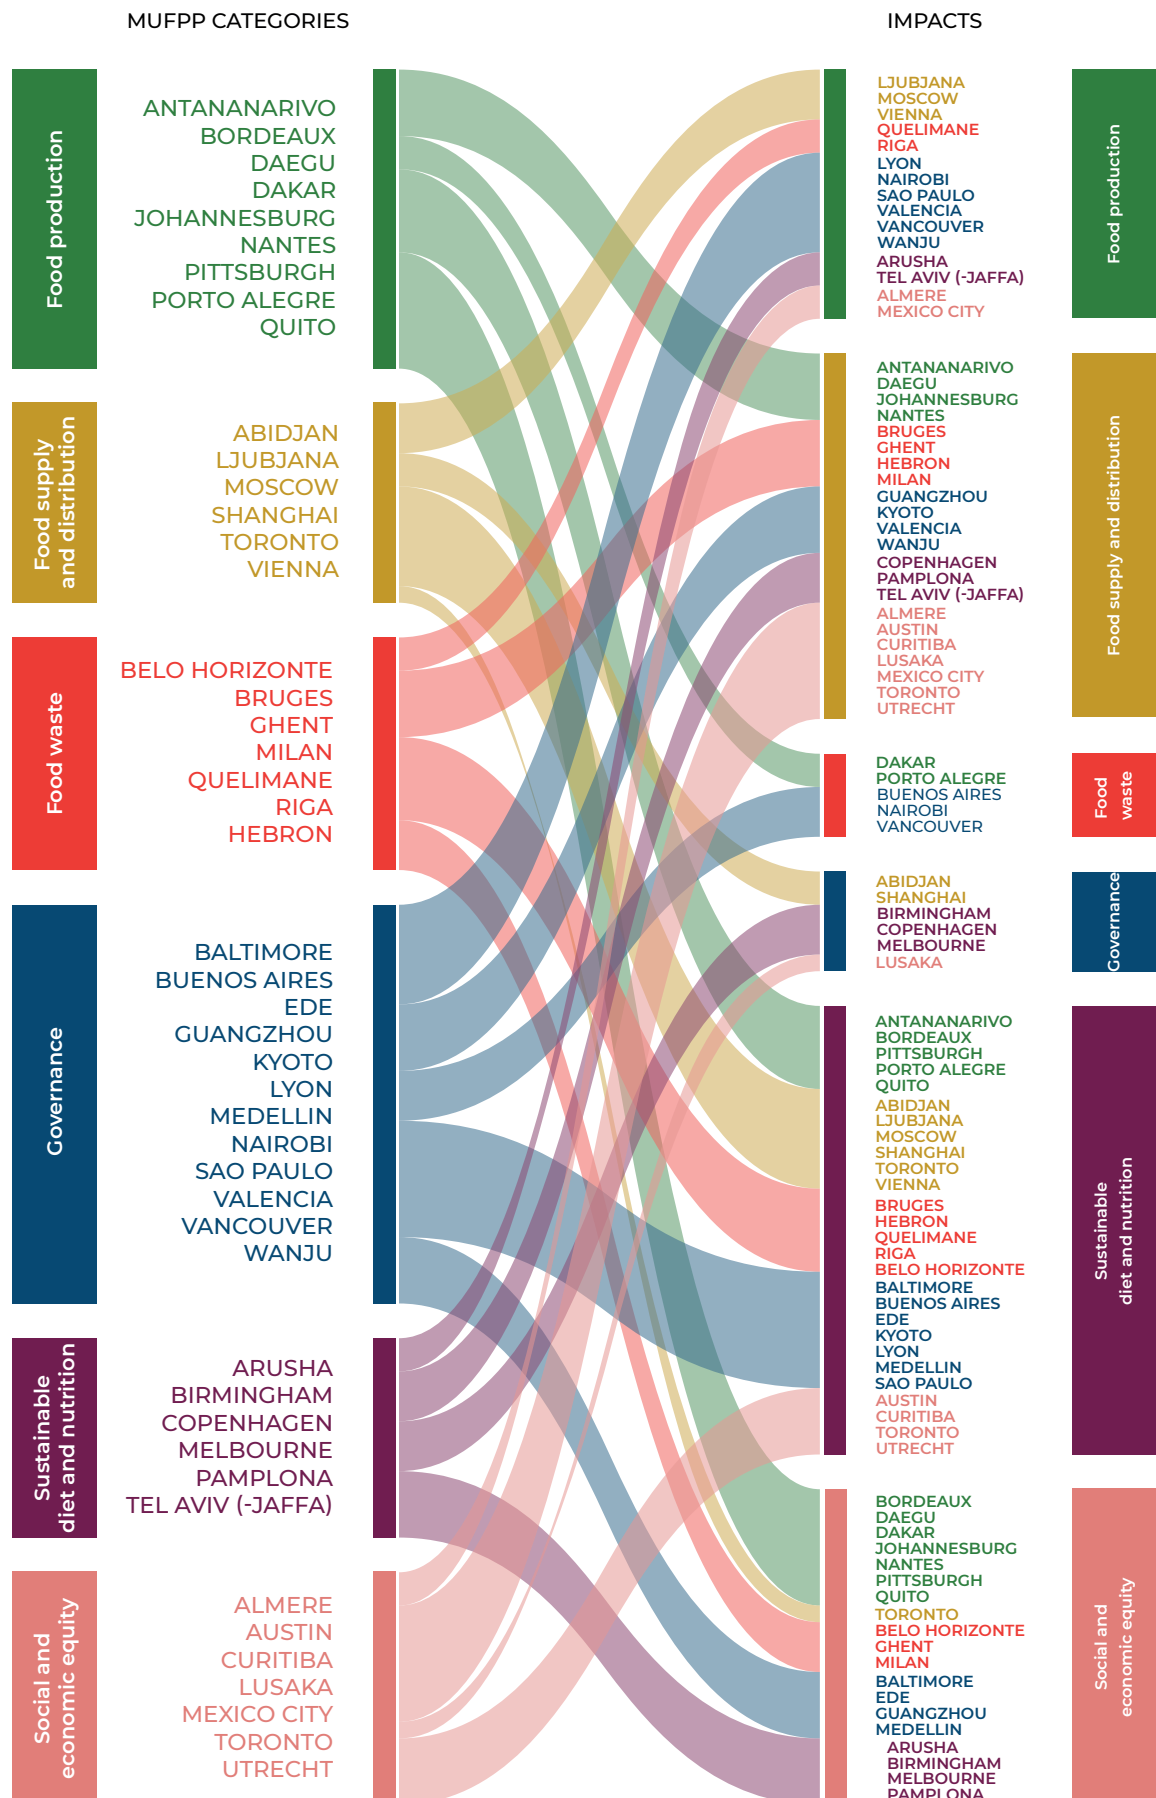 MUFPP CATEGORIES
Food production
ANTANANARIVO
BORDEAUX
DAEGU
DAKAR
JOHANNESBURG
NANTES
PITTSBURGH
PORTO ALEGRE
QUITO
Food supply
and distribution
ABIDJAN
LJUBJANA
MOSCOW
SHANGHAI
TORONTO
VIENNA
Food waste
BELO HORIZONTE
BRUGES
GHENT
MILAN
QUELIMANE
RIGA
HEBRON
Governance
BALTIMORE
BUENOS AIRES
EDE
GUANGZHOU
KYOTO
LYON
MEDELLIN
NAIROBI
SAO PAULO
VALENCIA
VANCOUVER
WANJU
Sustainable
diet and nutrition
ARUSHA
BIRMINGHAM
COPENHAGEN
MELBOURNE
PAMPLONA
TEL AVIV (-JAFFA)
Social and
economic equity
ALMERE
AUSTIN
CURITIBA
LUSAKA
MEXICO CITY
TORONTO
UTRECHT
IMPACTS
LJUBJANA
MOSCOW
VIENNA
QUELIMANE
RIGA
LYON
NAIROBI
SAO PAULO
VALENCIA
VANCOUVER
WANJU
ARUSHA
TEL AVIV (-JAFFA)
ALMERE
MEXICO CITY
Food production
ANTANANARIVO
DAEGU
JOHANNESBURG
NANTES
BRUGES
GHENT
HEBRON
MILAN
GUANGZHOU
KYOTO
VALENCIA
WANJU
COPENHAGEN
PAMPLONA
TEL AVIV (-JAFFA)
ALMERE
AUSTIN
CURITIBA
LUSAKA
MEXICO CITY
TORONTO
UTRECHT
Food supply and distribution
DAKAR
PORTO ALEGRE
BUENOS AIRES
NAIROBI
VANCOUVER
Food
waste
ABIDJAN
SHANGHAI
BIRMINGHAM
COPENHAGEN
MELBOURNE
LUSAKA
Governance
ANTANANARIVO
BORDEAUX
PITTSBURGH
PORTO ALEGRE
QUITO
ABIDJAN
LJUBJANA
MOSCOW
SHANGHAI
TORONTO
VIENNA
BRUGES
HEBRON
QUELIMANE
RIGA
BELO HORIZONTE
BALTIMORE
BUENOS AIRES
EDE
KYOTO
LYON
MEDELLIN
SAO PAULO
AUSTIN
CURITIBA
TORONTO
UTRECHT
Sustainable
diet and nutrition
BORDEAUX
DAEGU
DAKAR
JOHANNESBURG
NANTES
PITTSBURGH
QUITO
TORONTO
BELO HORIZONTE
GHENT
MILAN
BALTIMORE
EDE
GUANGZHOU
MEDELLIN
ARUSHA
BIRMINGHAM
MELBOURNE
PAMPLONA
Social and
economic equity